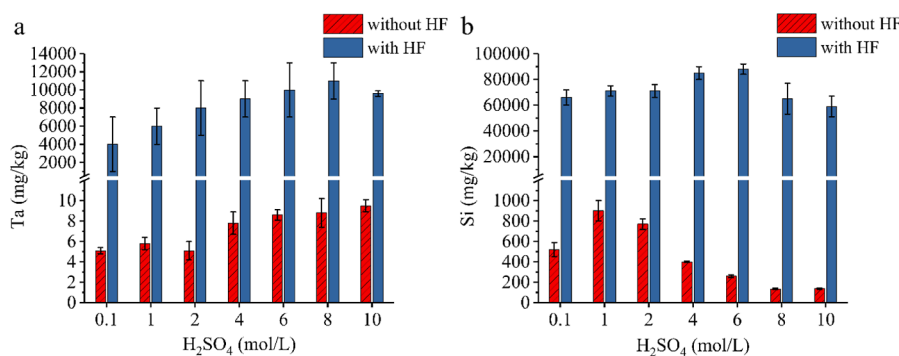 a
without HF
with HF
14000
12000
10000
8000
6000
4000
2000
10
8
6
4
2
0
Ta (mg/kg)
0.1 1 2 4 6 8 10
H₂SO₄ (mol/L)
b
without HF
with HF
100000
80000
60000
40000
20000
1000
800
600
400
200
0
Si (mg/kg)
0.1 1 2 4 6 8 10
H₂SO₄ (mol/L)